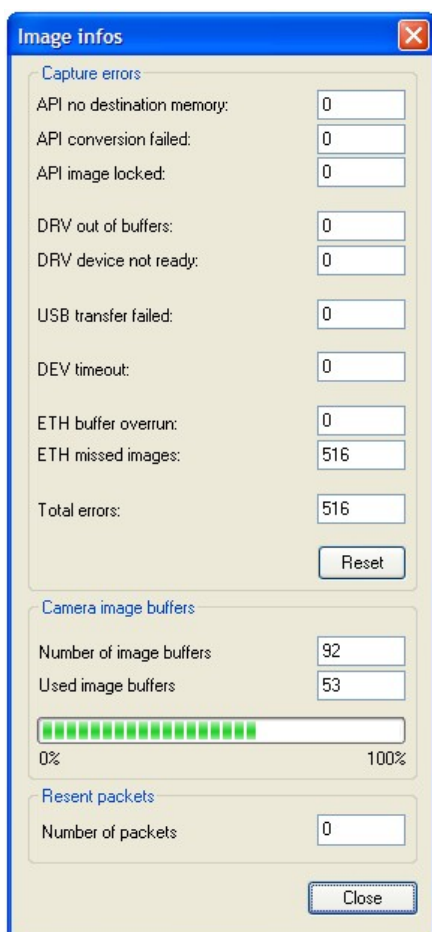 Image infos
Capture errors
API no destination memory: 0
API conversion failed: 0
API image locked: 0
DRV out of buffers: 0
DRV device not ready: 0
USB transfer failed: 0
DEV timeout: 0
ETH buffer overrun: 0
ETH missed images: 516
Total errors: 516
Reset
Camera image buffers
Number of image buffers 92
Used image buffers 53
0% 100%
Resent packets
Number of packets 0
Close